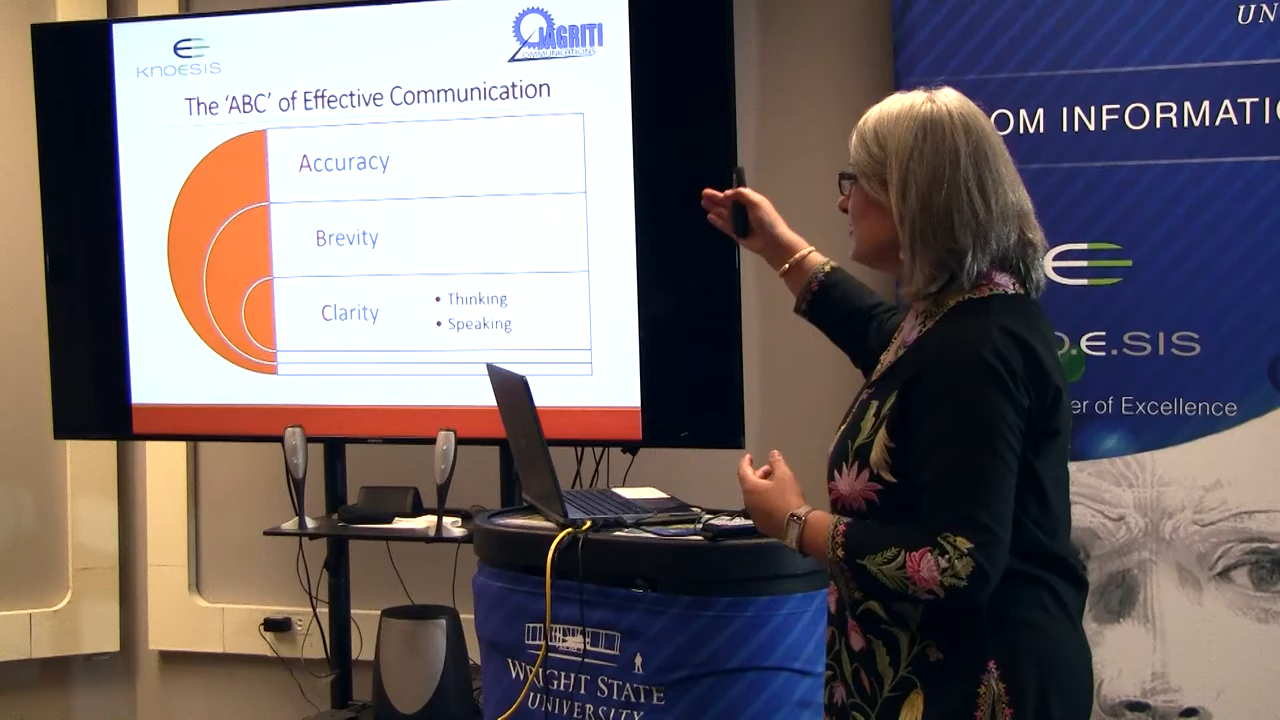 KNOESIS
JAGRITI
COMMUNICATIONS
The 'ABC' of Effective Communication
Accuracy
Brevity
Clarity
• Thinking
• Speaking
UN
OM INFORMATI
.E.SIS
er of Excellence
WRIGHT STATE
UNIVERSITY